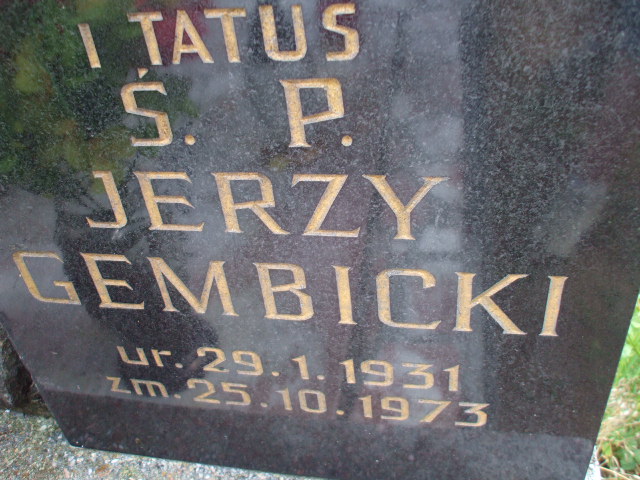 I TATUS
Ś. P.
JERZY
GEMBICKI
ur. 29.1.1931
zm. 25.10.1973